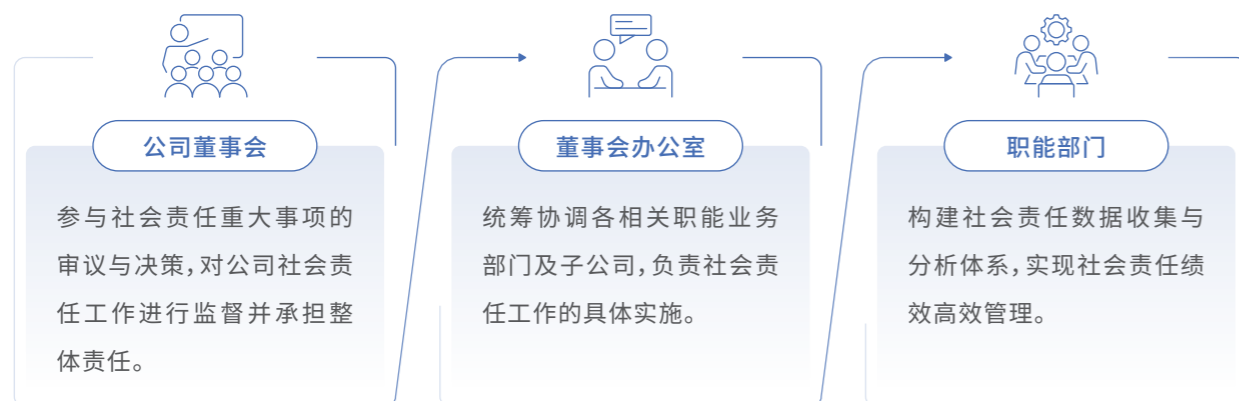 公司董事会
参与社会责任重大事项的
审议与决策，对公司社会责
任工作进行监督并承担整
体责任。
董事会办公室
统筹协调各相关职能业务
部门及子公司，负责社会责
任工作的具体实施。
职能部门
构建社会责任数据收集与
分析体系，实现社会责任绩
效高效管理。